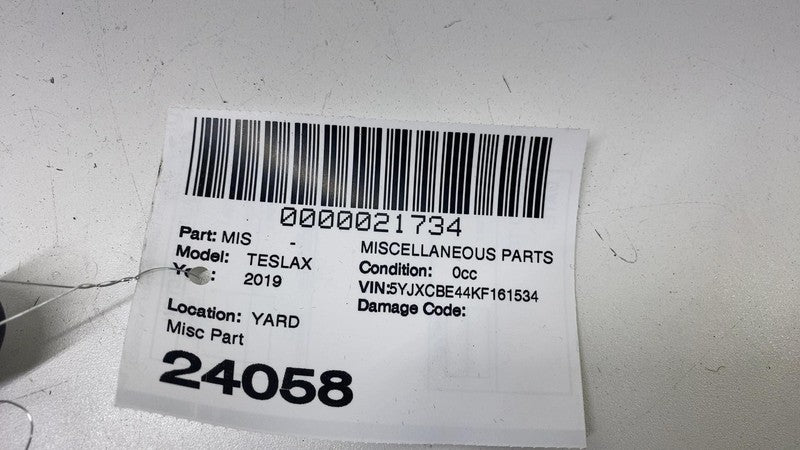 0000021734
Part: MIS - MISCELLANEOUS PARTS
Model: TESLAX Condition: 0cc
2019 VIN:5YJXCBE44KF161534
Damage Code:
Location: YARD
Misc Part
24058